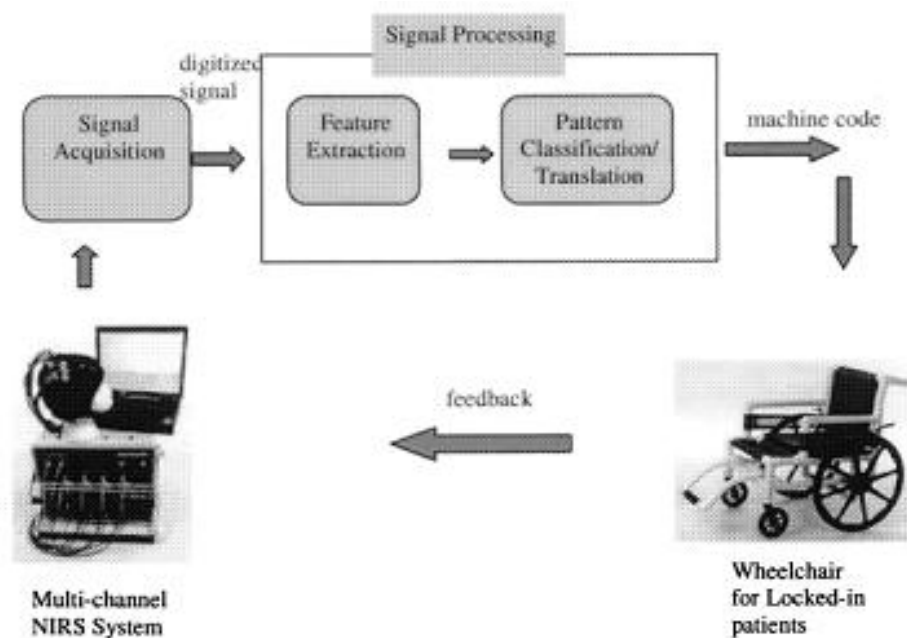 Signal Processing
digitized
signal
Signal
Acquisition
Feature
Extraction
Pattern
Classification/
Translation
machine code
feedback
Multi-channel
NIRS System
Wheelchair
for Locked-in
patients